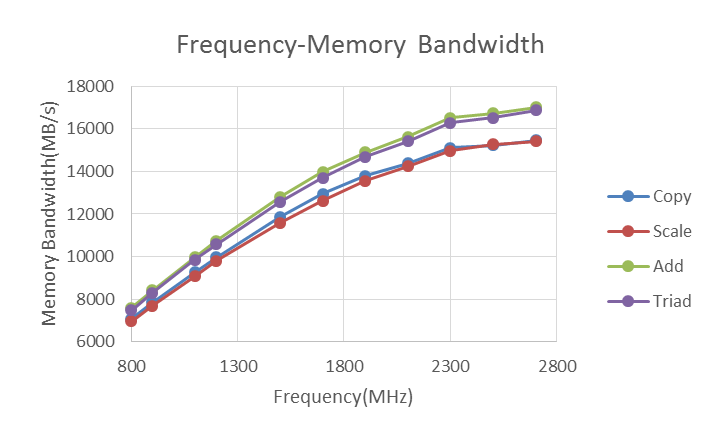 Frequency-Memory Bandwidth
Memory Bandwidth(MB/s)
18000
16000
14000
12000
10000
8000
6000
800 1300 1800 2300 2800
Frequency(MHz)
Copy
Scale
Add
Triad